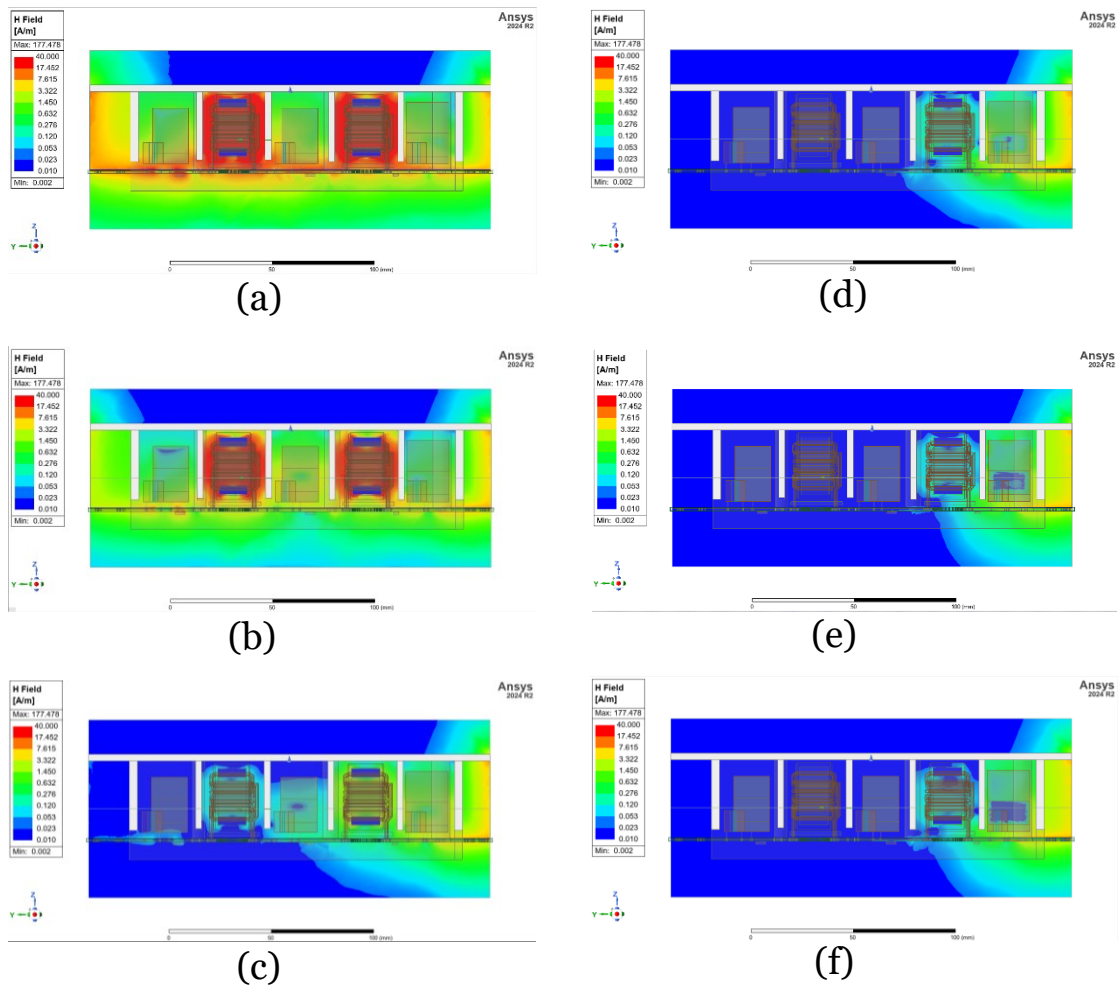 H Field
[A/m]
Max: 177.478
40.000
17.452
7.615
3.322
1.450
0.632
0.276
0.120
0.053
0.023
0.010
Min: 0.002
Ansys
2024 R2
Z
Y
0 50 100 (mm)
(a)
H Field
[A/m]
Max: 177.478
40.000
17.452
7.615
3.322
1.450
0.632
0.276
0.120
0.053
0.023
0.010
Min: 0.002
Ansys
2024 R2
Z
Y
0 50 100 (mm)
(d)
H Field
[A/m]
Max: 177.478
40.000
17.452
7.615
3.322
1.450
0.632
0.276
0.120
0.053
0.023
0.010
Min: 0.002
Ansys
2024 R2
Z
Y
0 50 100 (mm)
(b)
H Field
[A/m]
Max: 177.478
40.000
17.452
7.615
3.322
1.450
0.632
0.276
0.120
0.053
0.023
0.010
Min: 0.002
Ansys
2024 R2
Z
Y
0 50 100 (mm)
(e)
H Field
[A/m]
Max: 177.478
40.000
17.452
7.615
3.322
1.450
0.632
0.276
0.120
0.053
0.023
0.010
Min: 0.002
Ansys
2024 R2
Z
Y
0 50 100 (mm)
(c)
H Field
[A/m]
Max: 177.478
40.000
17.452
7.615
3.322
1.450
0.632
0.276
0.120
0.053
0.023
0.010
Min: 0.002
Ansys
2024 R2
Z
Y
0 50 100 (mm)
(f)